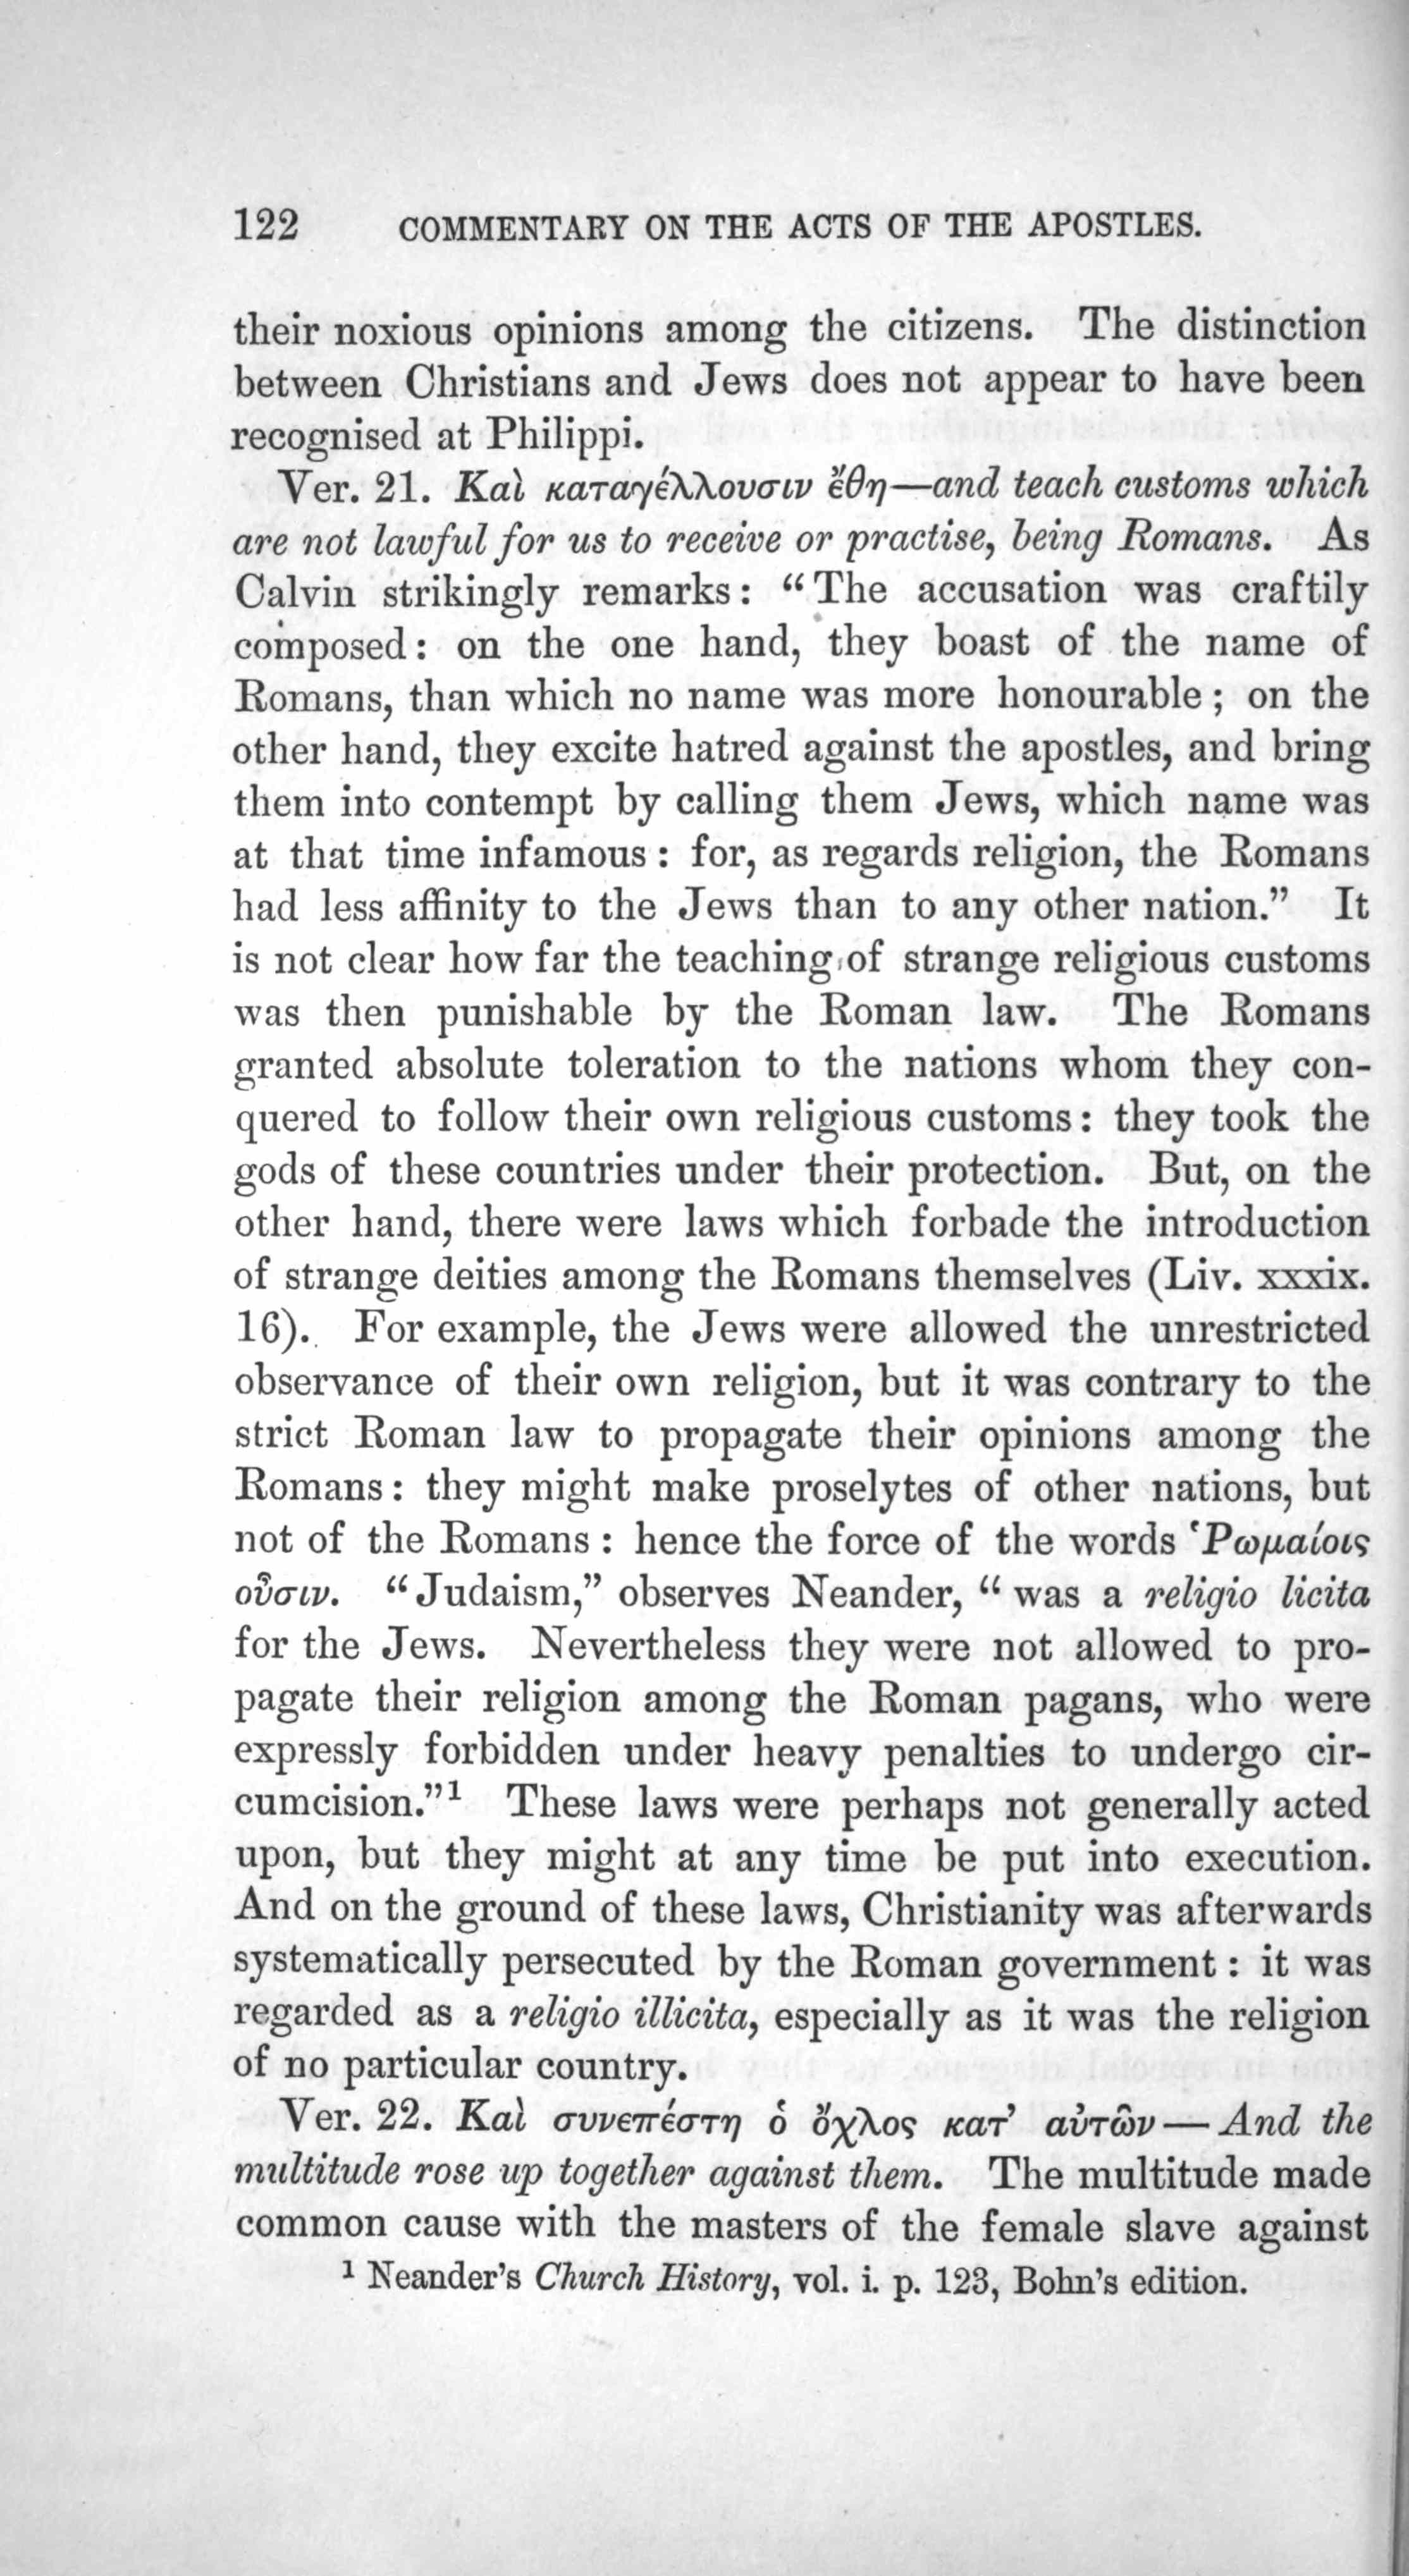 122 COMMENTARY ON THE ACTS OF THE APOSTLES.
their noxious opinions among the citizens. The distinction
between Christians and Jews does not appear to have been
recognised at Philippi.
Ver. 21. Καὶ καταγέλλουσιν ἔθη—and teach customs which
are not lawful for us to receive or practise, being Romans. As
Calvin strikingly remarks: “The accusation was craftily
composed: on the one hand, they boast of the name of
Romans, than which no name was more honourable; on the
other hand, they excite hatred against the apostles, and bring
them into contempt by calling them Jews, which name was
at that time infamous: for, as regards religion, the Romans
had less affinity to the Jews than to any other nation.” It
is not clear how far the teaching of strange religious customs
was then punishable by the Roman law. The Romans
granted absolute toleration to the nations whom they con-
quered to follow their own religious customs: they took the
gods of these countries under their protection. But, on the
other hand, there were laws which forbade the introduction
of strange deities among the Romans themselves (Liv. xxxix.
16). For example, the Jews were allowed the unrestricted
observance of their own religion, but it was contrary to the
strict Roman law to propagate their opinions among the
Romans: they might make proselytes of other nations, but
not of the Romans: hence the force of the words Ῥωμαίοις
οὖσιν. “Judaism,” observes Neander, “was a religio licita
for the Jews. Nevertheless they were not allowed to pro-
pagate their religion among the Roman pagans, who were
expressly forbidden under heavy penalties to undergo cir-
cumcision.”¹ These laws were perhaps not generally acted
upon, but they might at any time be put into execution.
And on the ground of these laws, Christianity was afterwards
systematically persecuted by the Roman government: it was
regarded as a religio illicita, especially as it was the religion
of no particular country.
Ver. 22. Καὶ συνεπέστη ὁ ὄχλος κατ’ αὐτῶν—And the
multitude rose up together against them. The multitude made
common cause with the masters of the female slave against
¹ Neander’s Church History, vol. i. p. 123, Bohn’s edition.